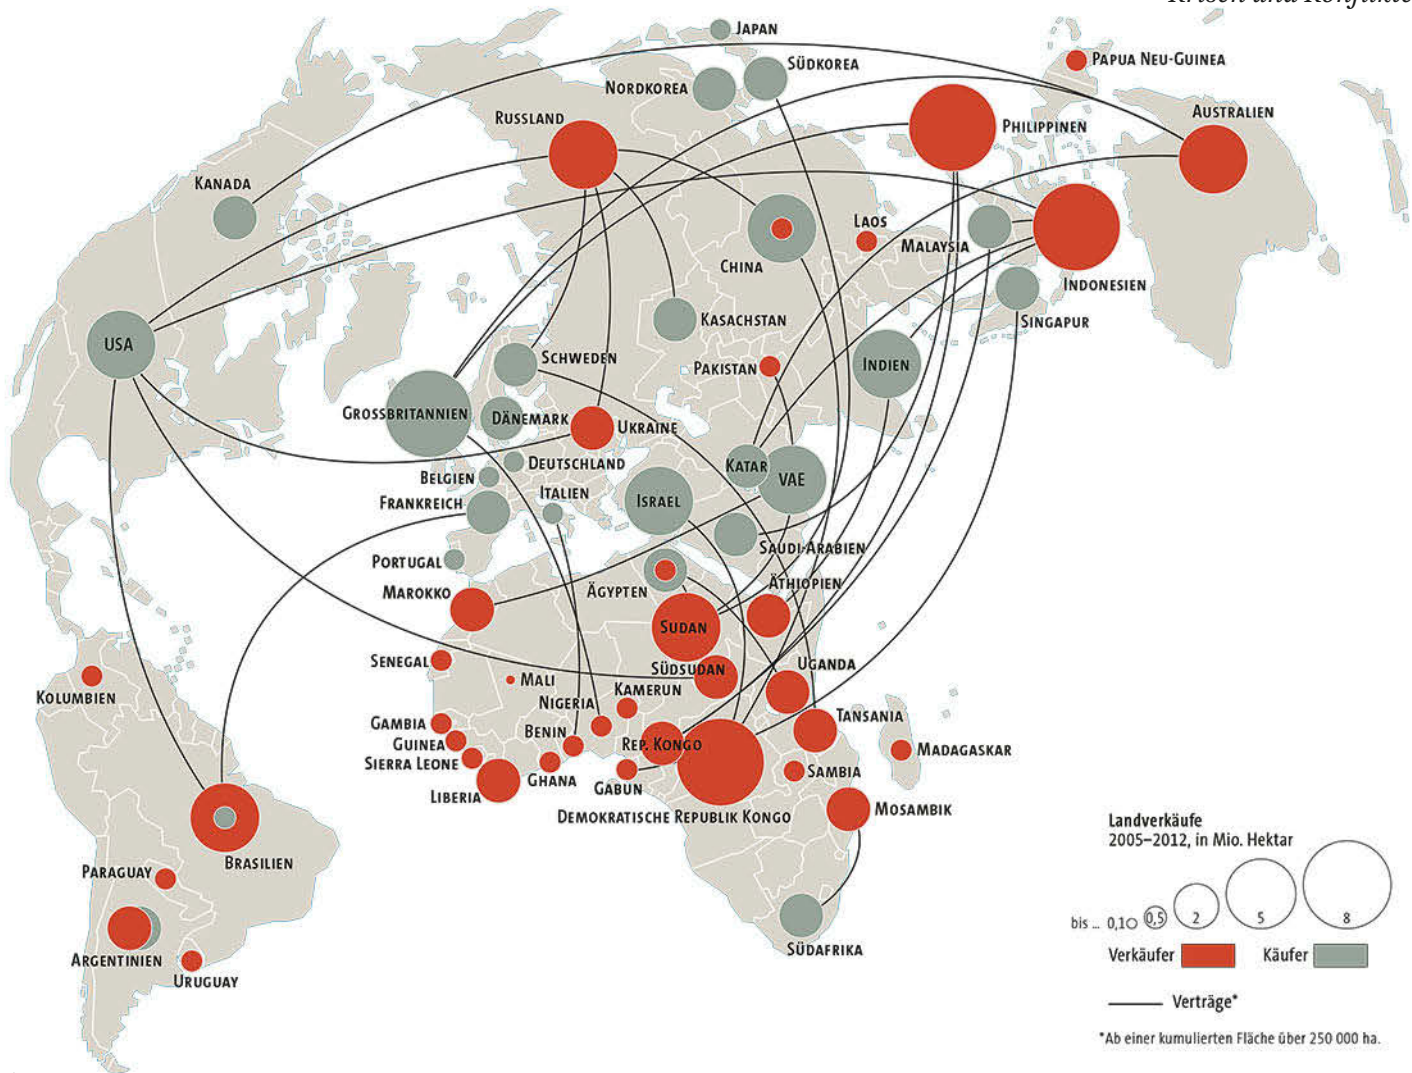 Krisen und Konflikte
JAPAN
SÜDKOREA
PAPUA NEU-GUINEA
NORDKOREA
AUSTRALIEN
RUSSLAND
PHILIPPINEN
KANADA
LAOS
MALAYSIA
CHINA
INDONESIEN
KASACHSTAN
SINGAPUR
USA
SCHWEDEN
PAKISTAN
INDIEN
GROSSBRITANNIEN
DÄNEMARK
UKRAINE
DEUTSCHLAND
KATAR
BELGIEN
VAE
ITALIEN
FRANKREICH
ISRAEL
SAUDI-ARABIEN
PORTUGAL
ÄTHIOPIEN
MAROKKO
ÄGYPTEN
SUDAN
SENEGAL
SÜDSUDAN
UGANDA
MALI
KAMERUN
KOLUMBIEN
NIGERIA
TANSANIA
GAMBIA
BENIN
GUINEA
REP. KONGO
MADAGASKAR
SIERRA LEONE
SAMBIA
GHANA
GABUN
LIBERIA
MOSAMBIK
DEMOKRATISCHE REPUBLIK KONGO
BRASILIEN
PARAGUAY
SÜDAFRIKA
ARGENTINIEN
URUGUAY
Landverkäufe
2005–2012, in Mio. Hektar
bis ... 0,1 0,5 2 5 8
Verkäufer Käufer
Verträge*
*Ab einer kumulierten Fläche über 250 000 ha.